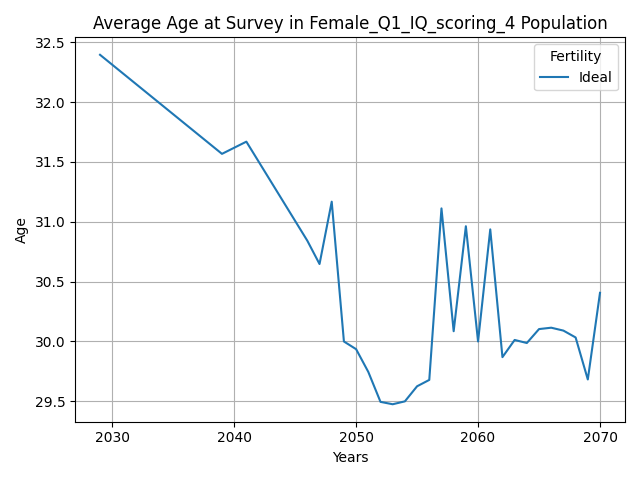 Average Age at Survey in Female_Q1_IQ_scoring_4 Population
32.5
32.0
31.5
31.0
30.5
30.0
29.5
Age
Fertility
Ideal
2030 2040 2050 2060 2070
Years